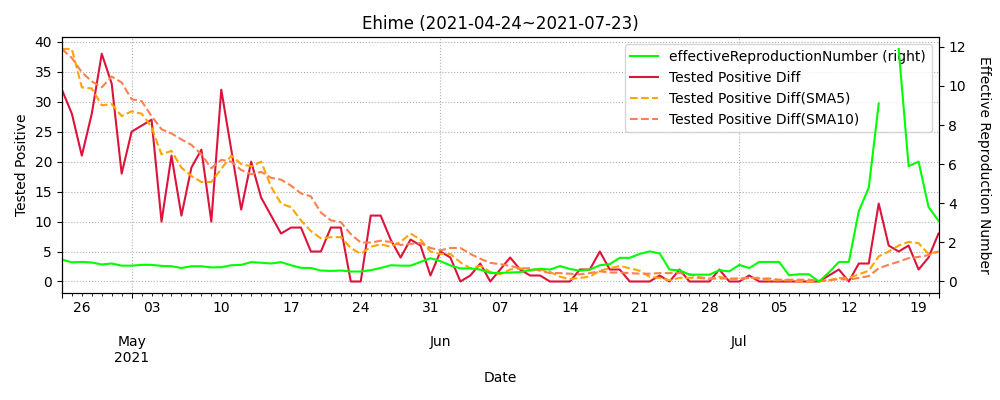 Ehime (2021-04-24~2021-07-23)
40
35
30
25
20
15
10
5
0
Tested Positive
effectiveReproductionNumber (right)
Tested Positive Diff
Tested Positive Diff(SMA5)
Tested Positive Diff(SMA10)
12
10
8
6
4
2
0
Effective Reproduction Number
26 03 10 17 24 31 07 14 21 28 05 12 19
May Jun Jul
2021
Date